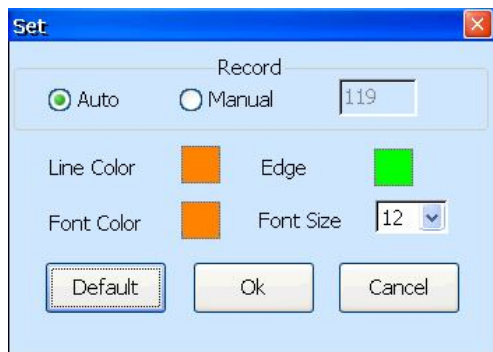 Set
Record
Auto Manual 119
Line Color Edge
Font Color Font Size 12
Default Ok Cancel